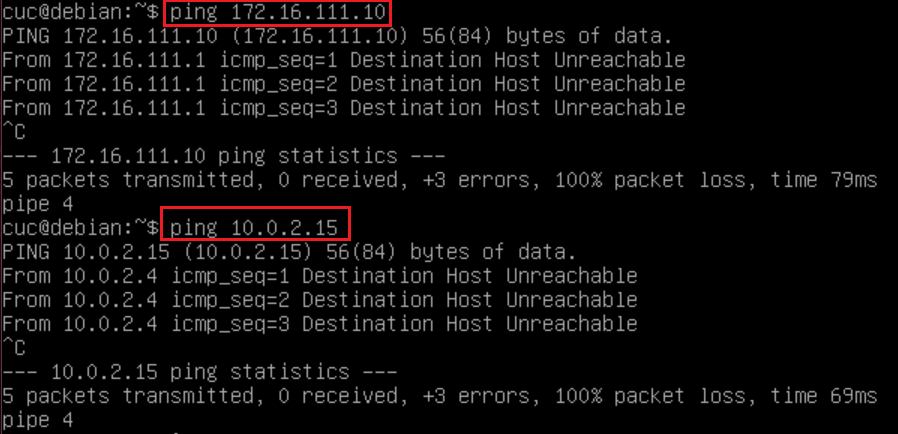 cuc@debian:~$ ping 172.16.111.10
PING 172.16.111.10 (172.16.111.10) 56(84) bytes of data.
From 172.16.111.1 icmp_seq=1 Destination Host Unreachable
From 172.16.111.1 icmp_seq=2 Destination Host Unreachable
From 172.16.111.1 icmp_seq=3 Destination Host Unreachable
^C
--- 172.16.111.10 ping statistics ---
5 packets transmitted, 0 received, +3 errors, 100% packet loss, time 79ms
pipe 4
cuc@debian:~$ ping 10.0.2.15
PING 10.0.2.15 (10.0.2.15) 56(84) bytes of data.
From 10.0.2.4 icmp_seq=1 Destination Host Unreachable
From 10.0.2.4 icmp_seq=2 Destination Host Unreachable
From 10.0.2.4 icmp_seq=3 Destination Host Unreachable
^C
--- 10.0.2.15 ping statistics ---
5 packets transmitted, 0 received, +3 errors, 100% packet loss, time 69ms
pipe 4